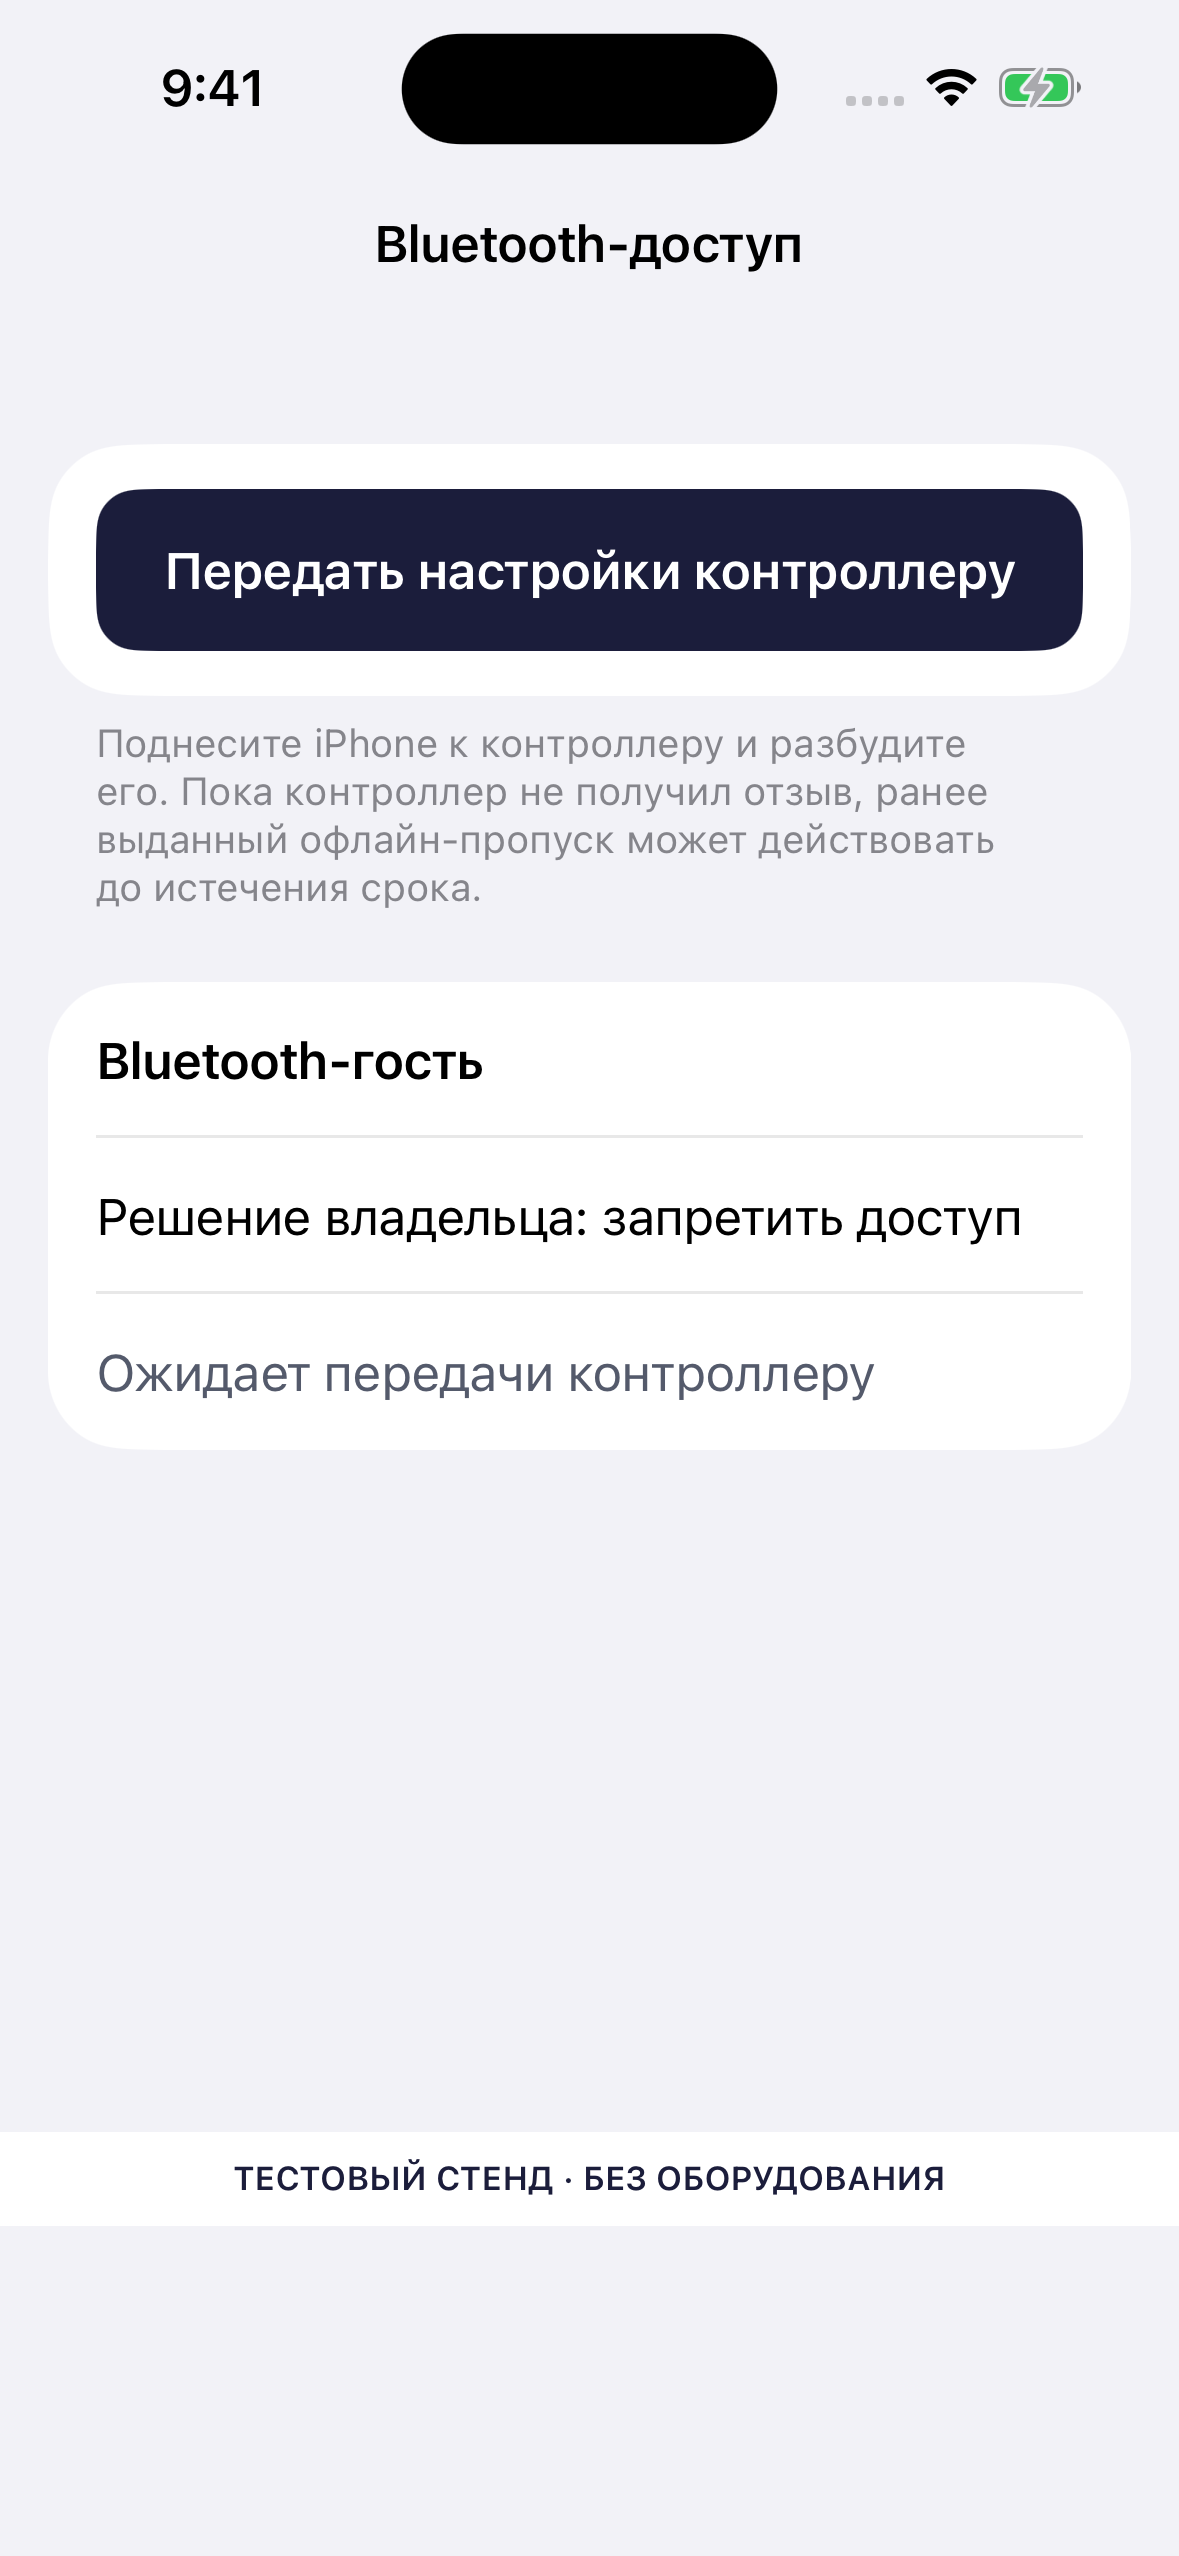 9:41
Bluetooth-доступ
Передать настройки контроллеру
Поднесите iPhone к контроллеру и разбудите
его. Пока контроллер не получил отзыв, ранее
выданный офлайн-пропуск может действовать
до истечения срока.
Bluetooth-гость
Решение владельца: запретить доступ
Ожидает передачи контроллеру
ТЕСТОВЫЙ СТЕНД · БЕЗ ОБОРУДОВАНИЯ